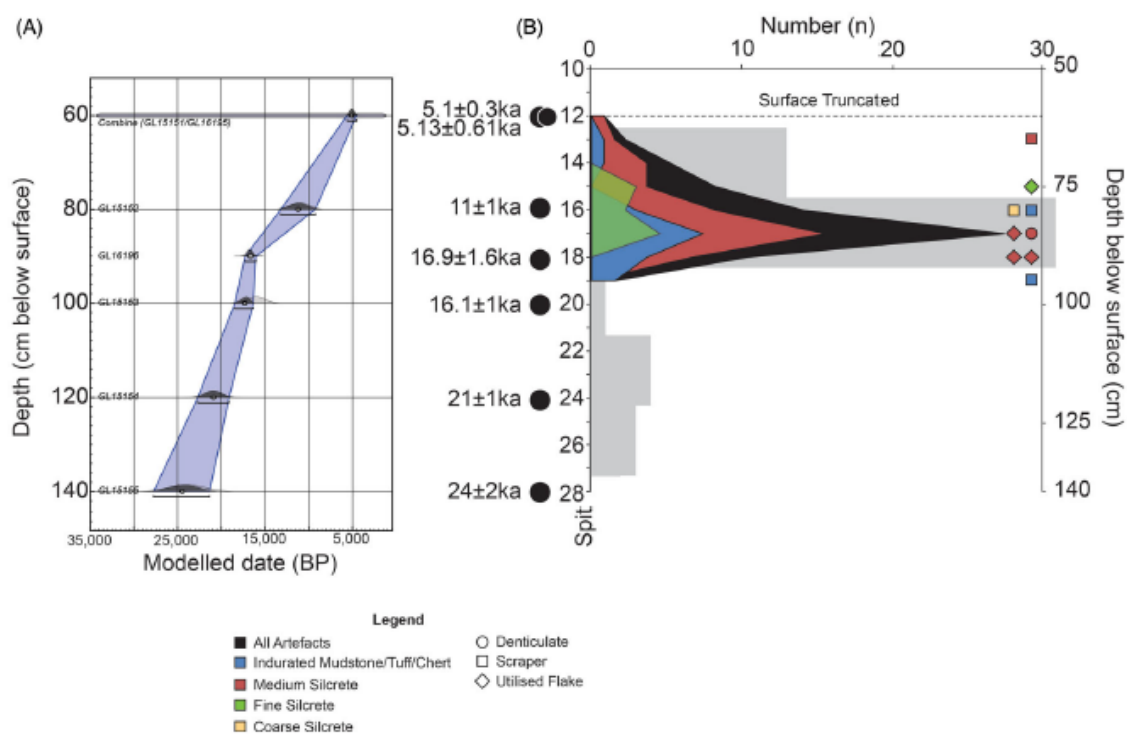 (A)
Depth (cm below surface)
60
80
100
120
140
Combine (GL15151/GL16195)
GL15152
GL16196
GL15153
GL15154
GL15155
35,000 25,000 15,000 5,000
Modelled date (BP)
5.1±0.3ka
5.13±0.61ka
11±1ka
16.9±1.6ka
16.1±1ka
21±1ka
24±2ka
(B)
Number (n)
0 10 20 30
10
12
14
16
18
20
22
24
26
28
Spit
Surface Truncated
50
75
100
125
140
Depth below surface (cm)
Legend
All Artefacts
Indurated Mudstone/Tuff/Chert
Medium Silcrete
Fine Silcrete
Coarse Silcrete
Denticulate
Scraper
Utilised Flake